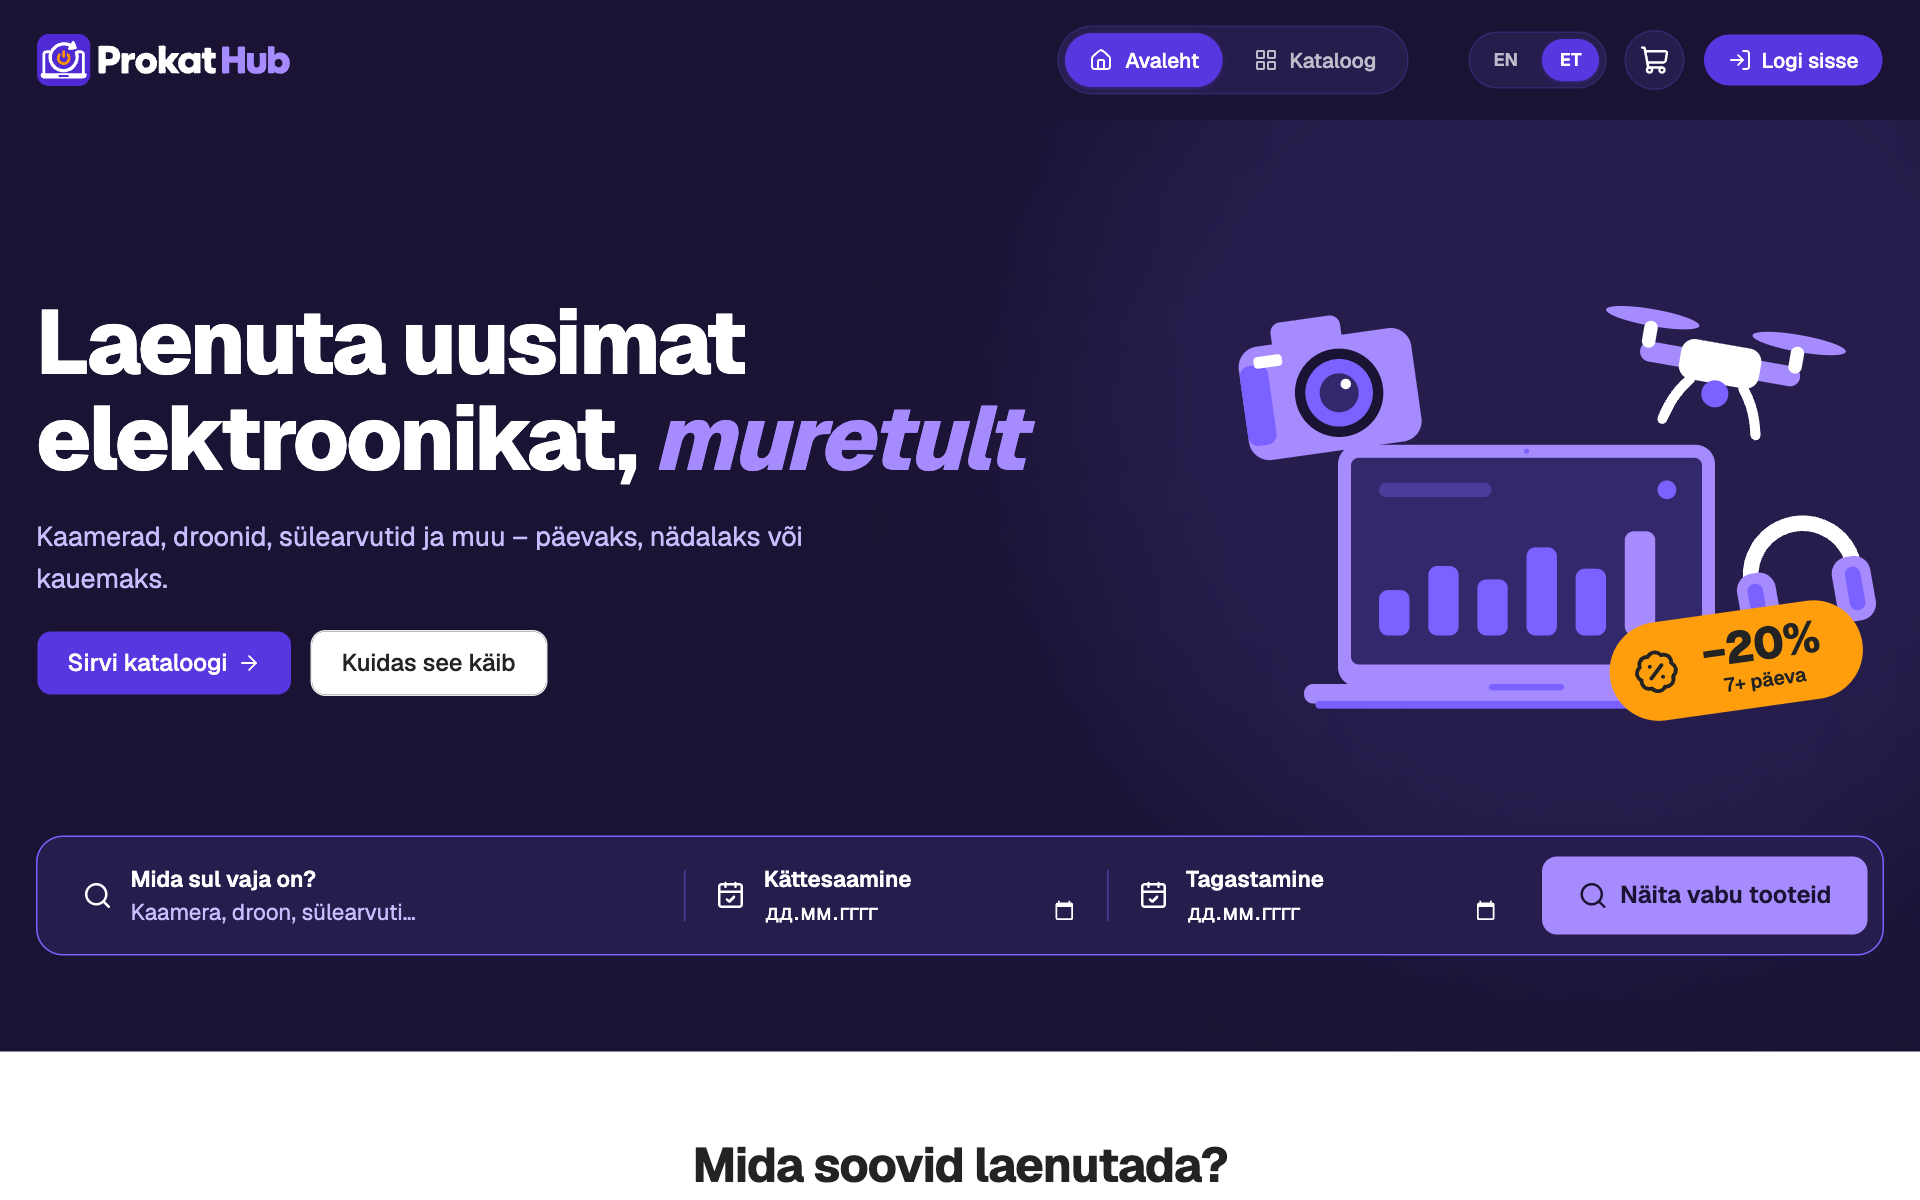 ProkatHub
Avaleht
Kataloog
EN
ET
Logi sisse
Laenuta uusimat
elektroonikat, muretult
Kaamerad, droonid, sülearvutid ja muu – päevaks, nädalaks või
kauemaks.
Sirvi kataloogi
Kuidas see käib
–20%
7+ päeva
Mida sul vaja on?
Kaamera, droon, sülearvuti...
Kättesaamine
дд.мм.гггг
Tagastamine
дд.мм.гггг
Näita vabu tooteid
Mida soovid laenutada?